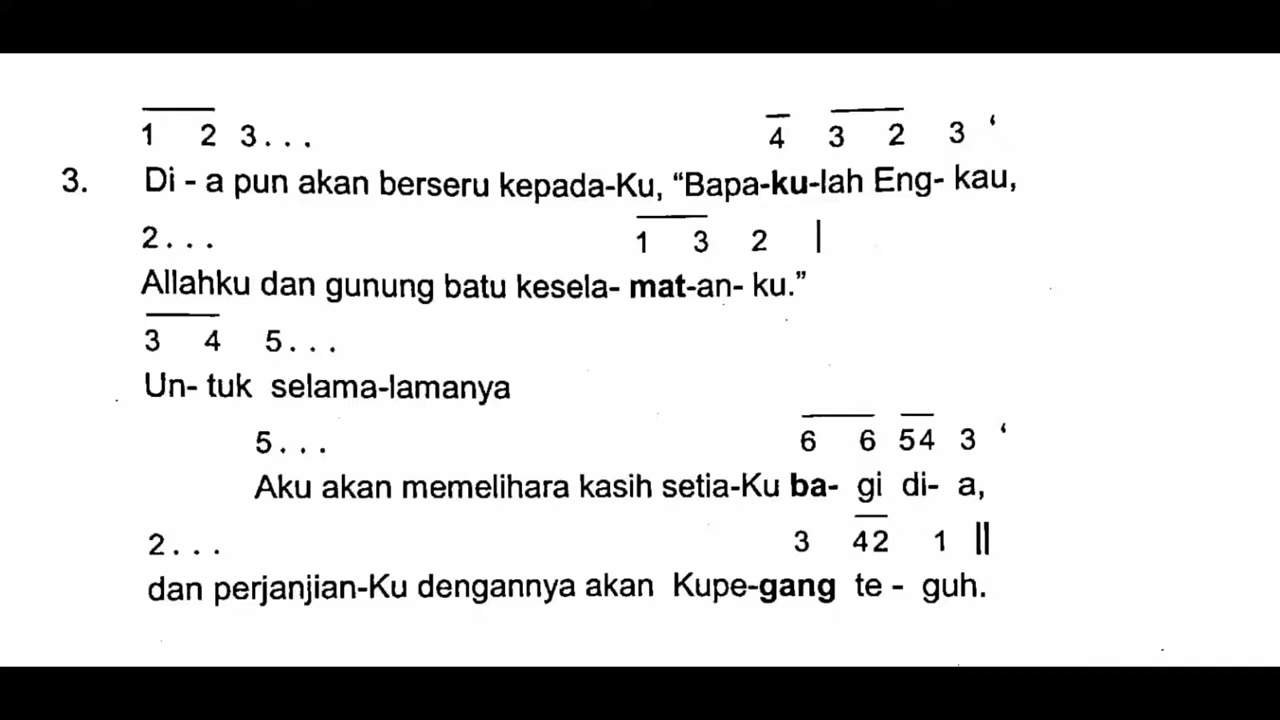 1 2 3... 4 3 2 3 ‘
3. Di - a pun akan berseru kepada-Ku, “Bapa-ku-lah Eng- kau,
2... 1 3 2 |
Allahku dan gunung batu kesela- mat-an- ku.”
3 4 5...
Un- tuk selama-lamanya
5... 6 6 54 3 ‘
Aku akan memelihara kasih setia-Ku ba- gi di- a,
2... 3 42 1 ||
dan perjanjian-Ku dengannya akan Kupe-gang te - guh.